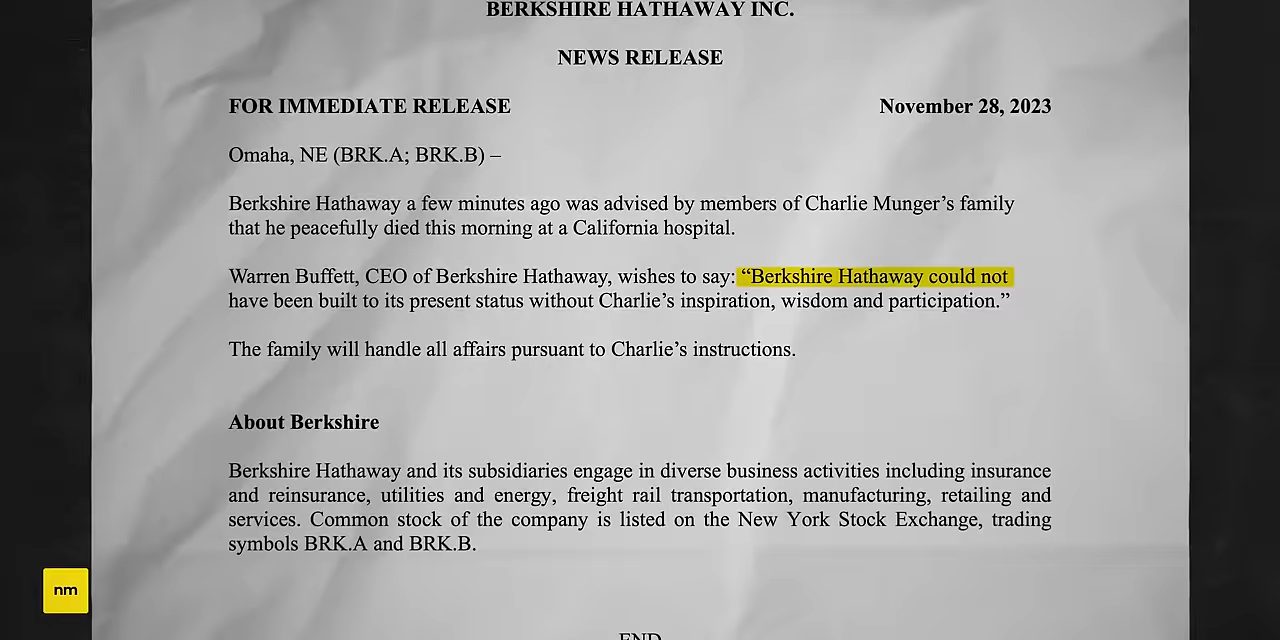 BERKSHIRE HATHAWAY INC.
NEWS RELEASE
FOR IMMEDIATE RELEASE November 28, 2023
Omaha, NE (BRK.A; BRK.B) –
Berkshire Hathaway a few minutes ago was advised by members of Charlie Munger’s family
that he peacefully died this morning at a California hospital.
Warren Buffett, CEO of Berkshire Hathaway, wishes to say: “Berkshire Hathaway could not
have been built to its present status without Charlie’s inspiration, wisdom and participation.”
The family will handle all affairs pursuant to Charlie’s instructions.
About Berkshire
Berkshire Hathaway and its subsidiaries engage in diverse business activities including insurance
and reinsurance, utilities and energy, freight rail transportation, manufacturing, retailing and
services. Common stock of the company is listed on the New York Stock Exchange, trading
symbols BRK.A and BRK.B.
nm
END